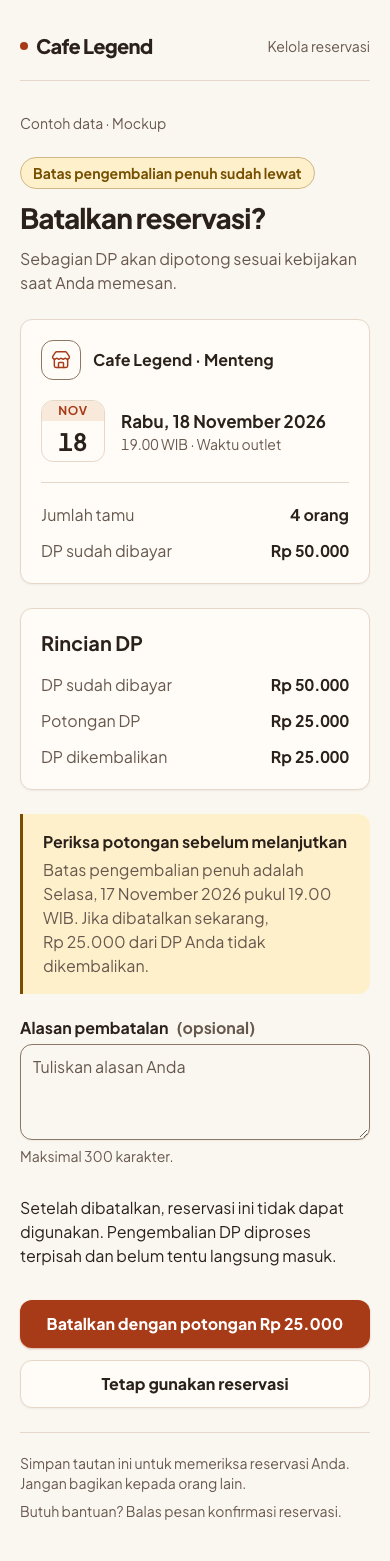 Cafe Legend
Kelola reservasi
Contoh data · Mockup
Batas pengembalian penuh sudah lewat
Batalkan reservasi?
Sebagian DP akan dipotong sesuai kebijakan
saat Anda memesan.
Cafe Legend · Menteng
NOV
18
Rabu, 18 November 2026
19.00 WIB · Waktu outlet
Jumlah tamu 4 orang
DP sudah dibayar Rp 50.000
Rincian DP
DP sudah dibayar Rp 50.000
Potongan DP Rp 25.000
DP dikembalikan Rp 25.000
Periksa potongan sebelum melanjutkan
Batas pengembalian penuh adalah
Selasa, 17 November 2026 pukul 19.00
WIB. Jika dibatalkan sekarang,
Rp 25.000 dari DP Anda tidak
dikembalikan.
Alasan pembatalan (opsional)
Tuliskan alasan Anda
Maksimal 300 karakter.
Setelah dibatalkan, reservasi ini tidak dapat
digunakan. Pengembalian DP diproses
terpisah dan belum tentu langsung masuk.
Batalkan dengan potongan Rp 25.000
Tetap gunakan reservasi
Simpan tautan ini untuk memeriksa reservasi Anda.
Jangan bagikan kepada orang lain.
Butuh bantuan? Balas pesan konfirmasi reservasi.